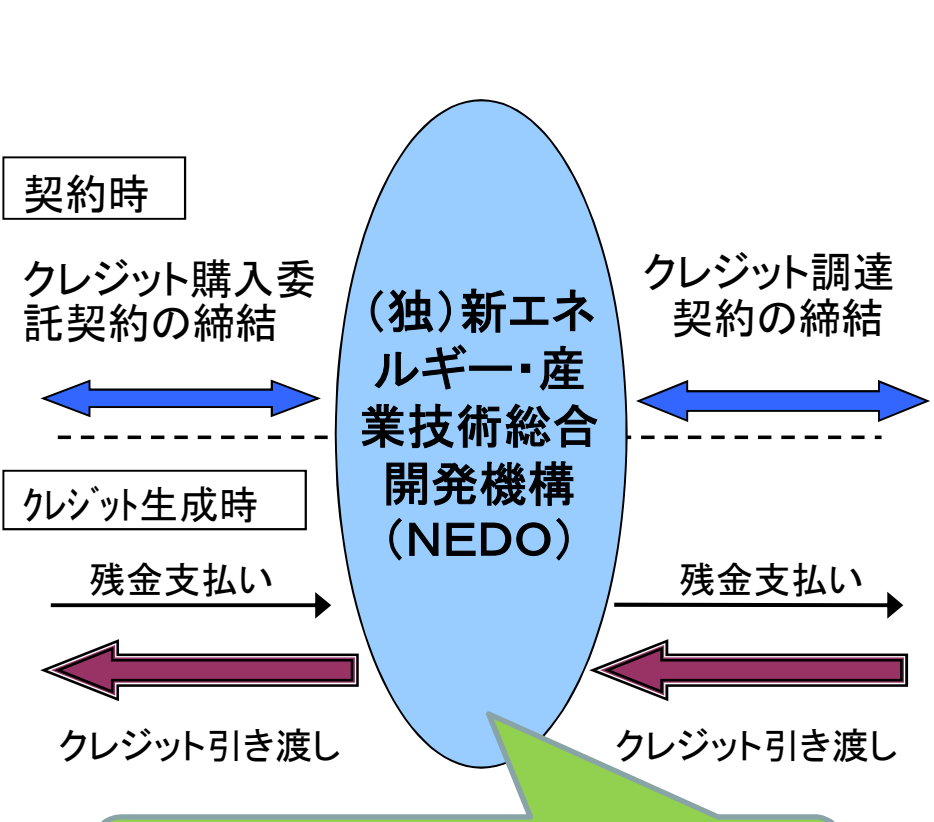 契約時
クレジット購入委
託契約の締結
クレジット調達
契約の締結
（独）新エネ
ルギー・産
業技術総合
開発機構
（NEDO）
ｸﾚｼﾞｯﾄ生成時
残金支払い
残金支払い
クレジット引き渡し
クレジット引き渡し